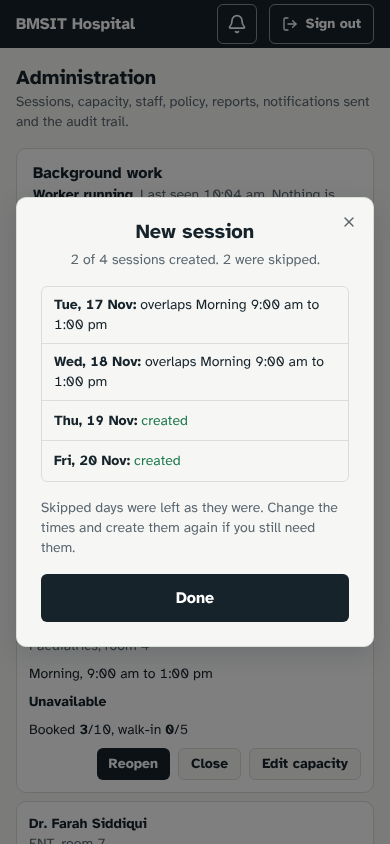 BMSIT Hospital
Sign out
Administration
Sessions, capacity, staff, policy, reports, notifications sent
and the audit trail.
Background work
Worker running. Last seen 10:04 am. Nothing is
New session
2 of 4 sessions created. 2 were skipped.
Tue, 17 Nov: overlaps Morning 9:00 am to
1:00 pm
Wed, 18 Nov: overlaps Morning 9:00 am to
1:00 pm
Thu, 19 Nov: created
Fri, 20 Nov: created
Skipped days were left as they were. Change the
times and create them again if you still need
them.
Done
Paediatrics, room 4
Morning, 9:00 am to 1:00 pm
Unavailable
Booked 3/10, walk-in 0/5
Reopen
Close
Edit capacity
Dr. Farah Siddiqui
ENT, room 7